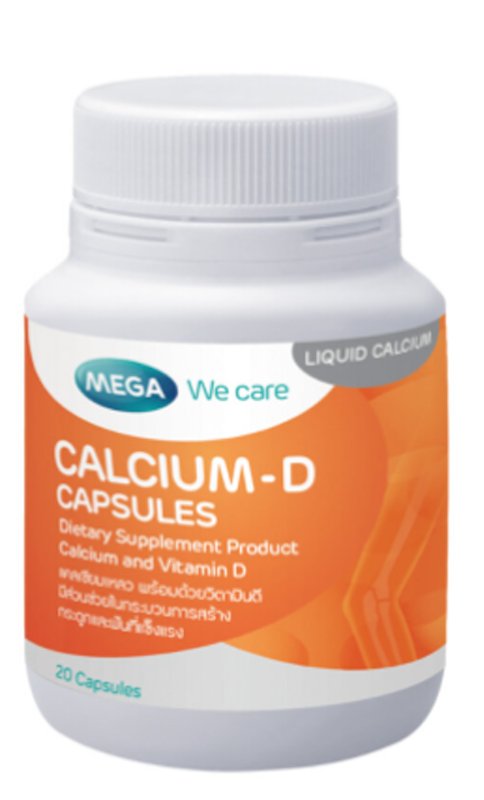 LIQUID CALCIUM
MEGA We care
CALCIUM-D
CAPSULES
Dietary Supplement Product
Calcium and Vitamin D
แคลเซียมเหลว พร้อมด้วยวิตามินดี
มีส่วนช่วยในกระบวนการสร้าง
กระดูกและฟันที่แข็งแรง
20 Capsules